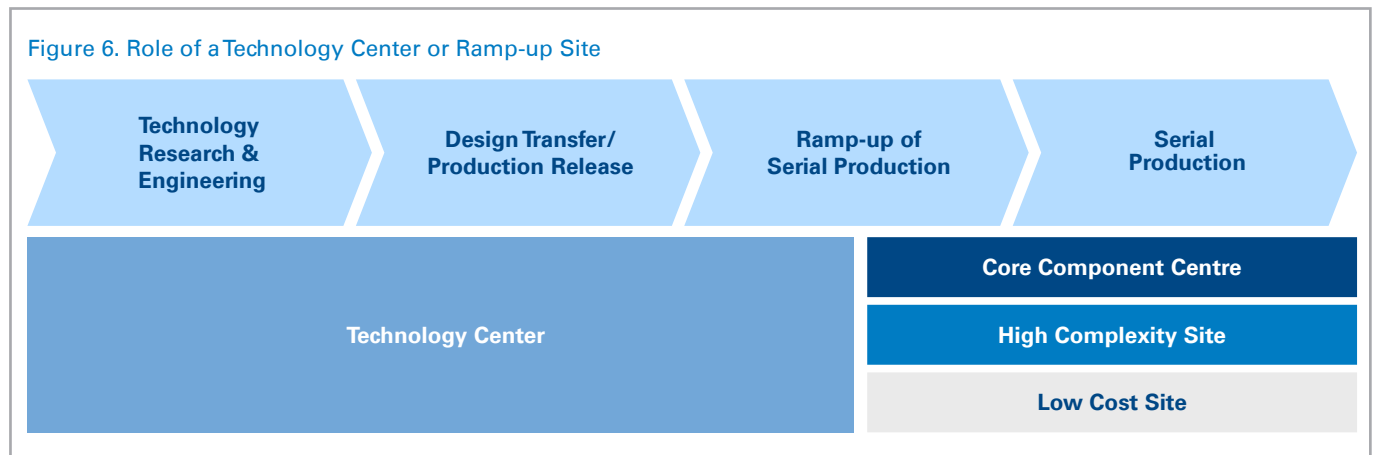 Figure 6. Role of a Technology Center or Ramp-up Site
Technology
Research &
Engineering
Design Transfer/
Production Release
Ramp-up of
Serial Production
Serial
Production
Technology Center
Core Component Centre
High Complexity Site
Low Cost Site